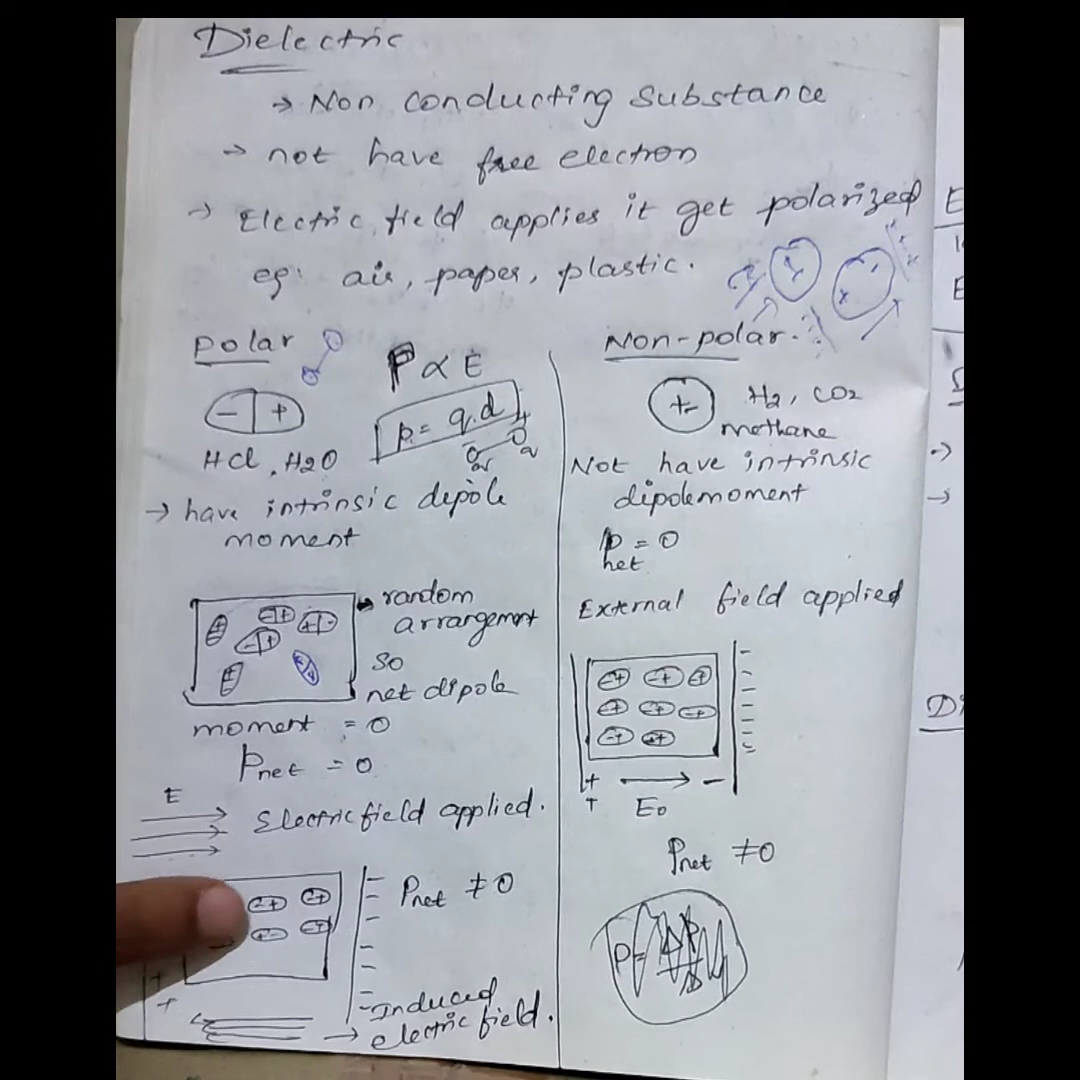 Dielectric
→ Non conducting substance
→ not have free electron
→ Electric field applies it get polarized
eg: air, paper, plastic.
Polar
P ∝ E
- +
p = q.d
HCl, H2O
→ have intrinsic depole
moment
random
arrangement
so
net dipole
moment = 0
Pnet = 0
E
Electric field applied.
Pnet ≠ 0
Induced
→ electric field.
Non-polar.
+-
H2, CO2
methane
Not have intrinsic
dipolemoment
p = 0
net
External field applied
+ → -
+ E0
Pnet ≠ 0
E
E
Di